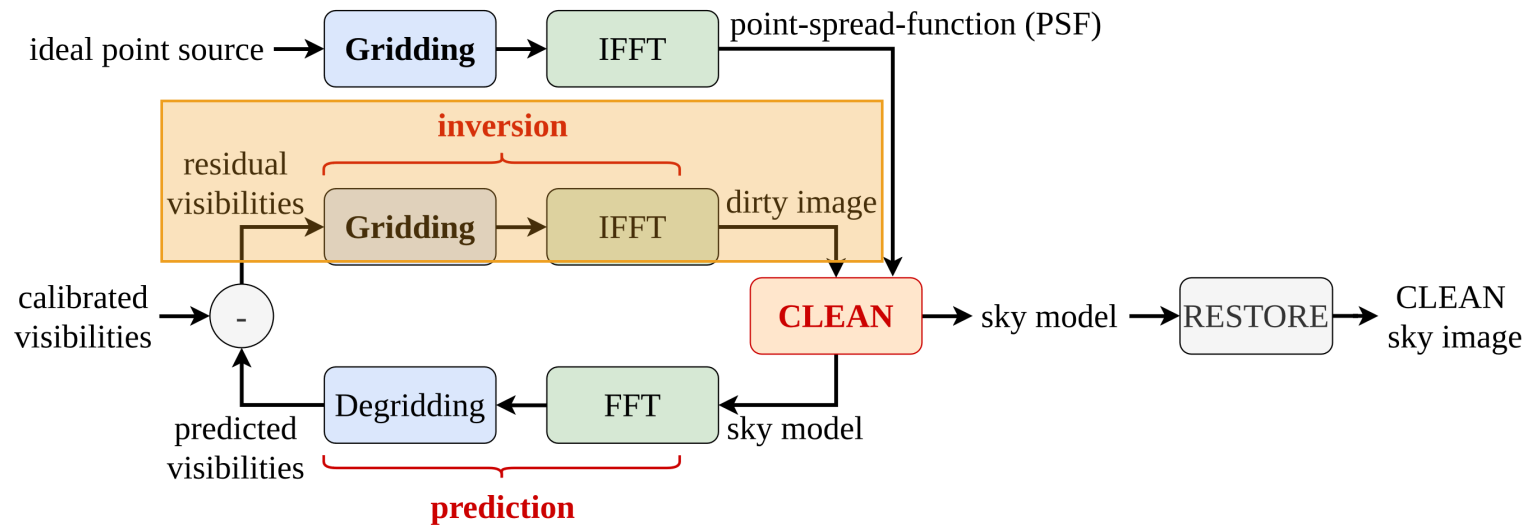 point-spread-function (PSF)
ideal point source
Gridding
IFFT
inversion
residual
visibilities
Gridding
IFFT
dirty image
calibrated
visibilities
-
CLEAN
sky model
RESTORE
CLEAN
sky image
Degridding
FFT
sky model
predicted
visibilities
prediction